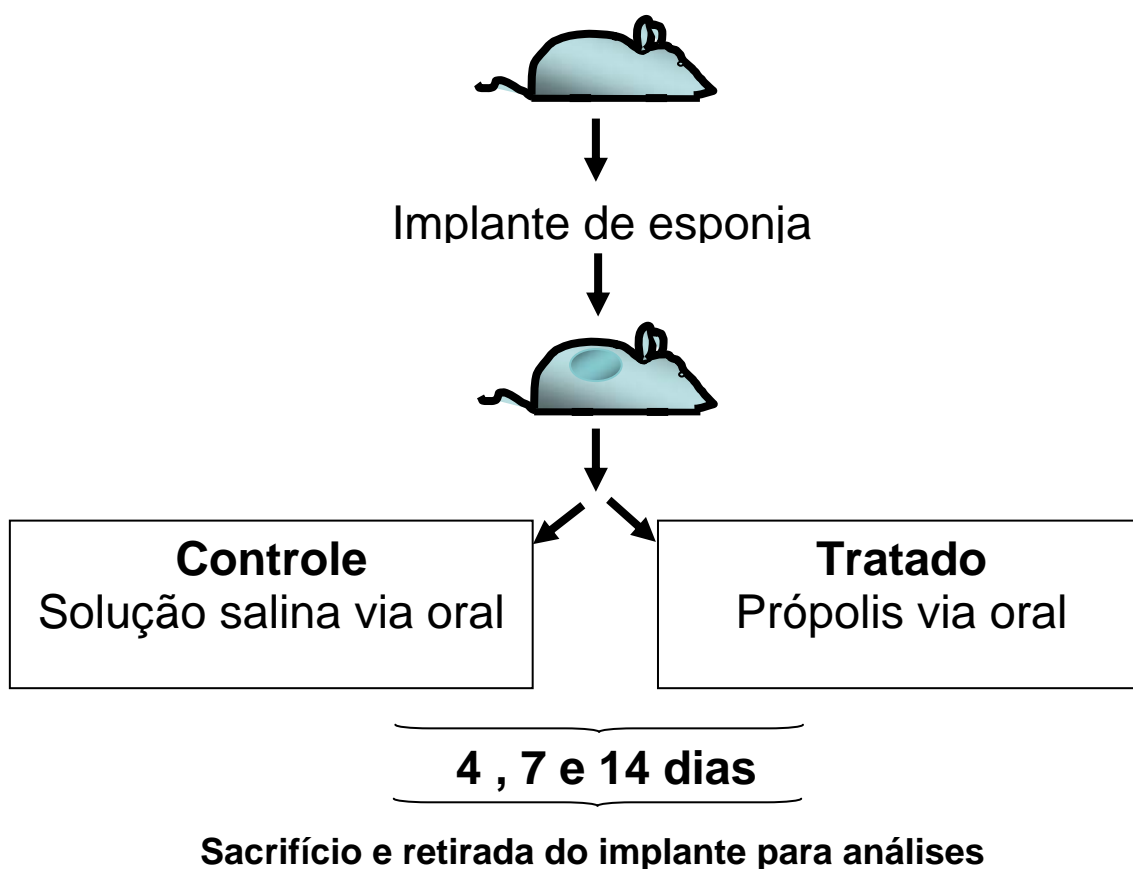 Implante de esponja
Controle
Solução salina via oral
Tratado
Própolis via oral
4 , 7 e 14 dias
Sacrifício e retirada do implante para análises